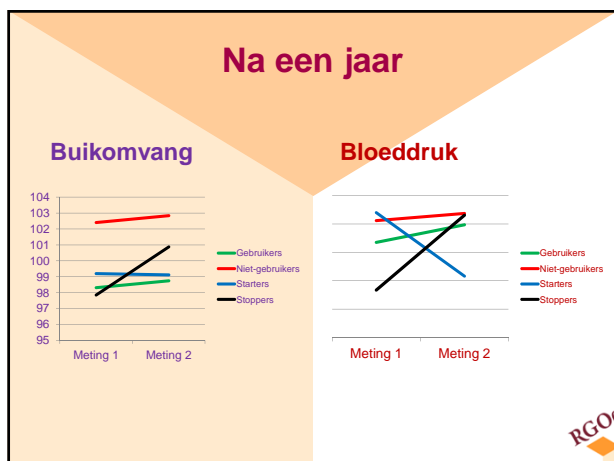 Na een jaar
Buikomvang
104
103
102
101
100
99
98
97
96
95
Meting 1 Meting 2
Gebruikers
Niet-gebruikers
Starters
Stoppers
Bloeddruk
Meting 1 Meting 2
Gebruikers
Niet-gebruikers
Starters
Stoppers